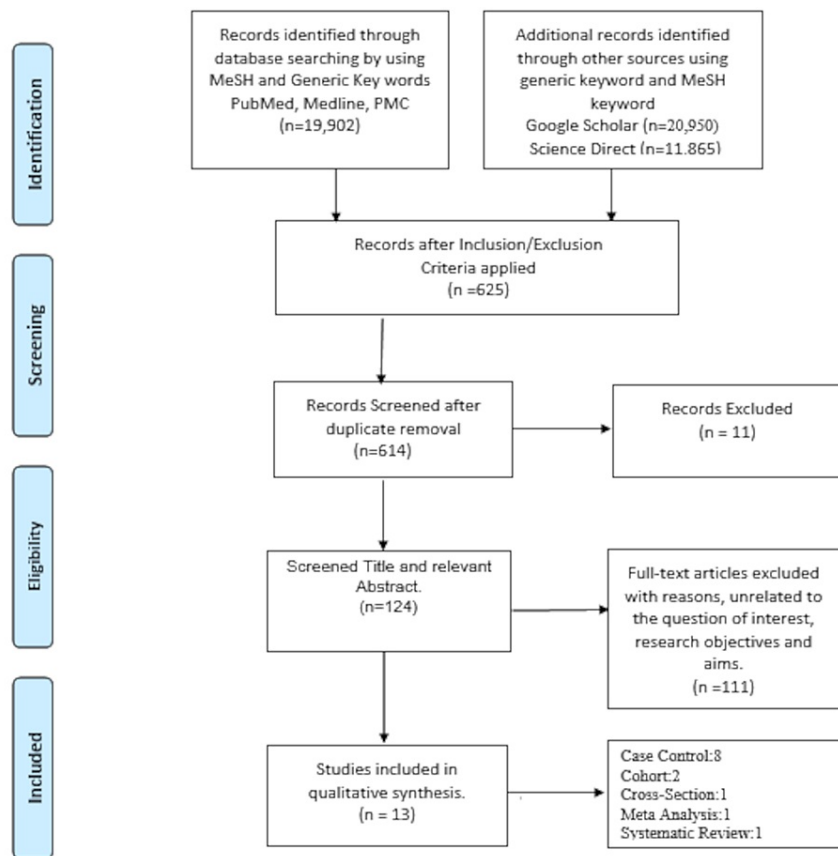 Identification
Records identified through
database searching by using
MeSH and Generic Key words
PubMed, Medline, PMC
(n=19,902)
Additional records identified
through other sources using
generic keyword and MeSH
keyword
Google Scholar (n=20,950)
Science Direct (n=11.865)
Records after Inclusion/Exclusion
Criteria applied
(n =625)
Screening
Records Screened after
duplicate removal
(n=614)
Records Excluded
(n = 11)
Eligibility
Screened Title and relevant
Abstract.
(n=124)
Full-text articles excluded
with reasons, unrelated to
the question of interest,
research objectives and
aims.
(n =111)
Included
Studies included in
qualitative synthesis.
(n = 13)
Case Control:8
Cohort:2
Cross-Section:1
Meta Analysis:1
Systematic Review:1